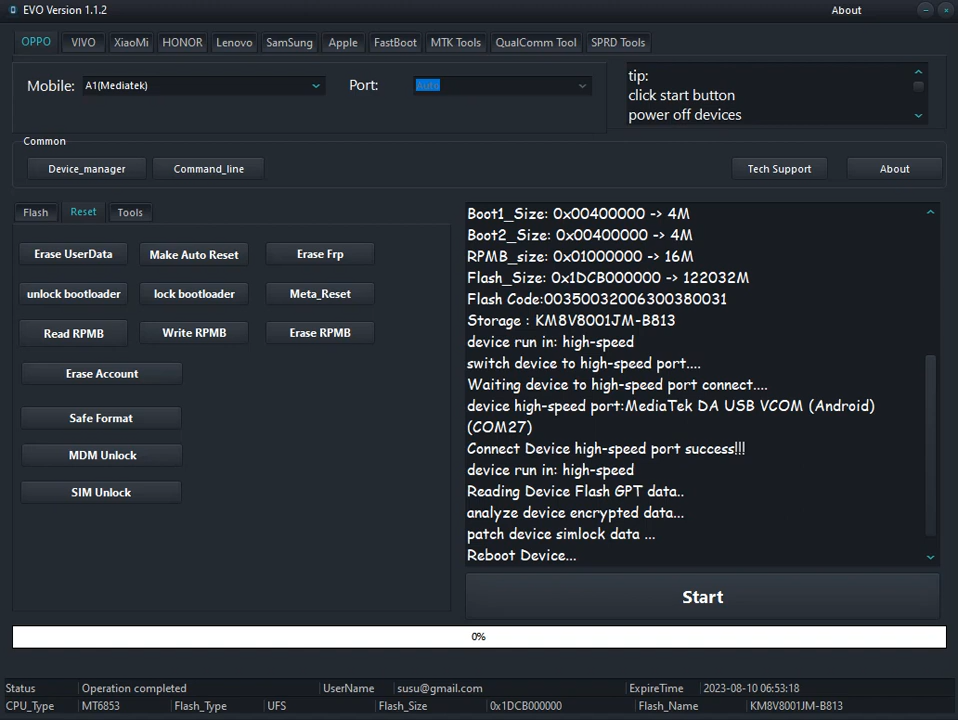 EVO Version 1.1.2 About
OPPO VIVO XiaoMi HONOR Lenovo SamSung Apple FastBoot MTK Tools QualComm Tool SPRD Tools
Mobile: A1(Mediatek) Port: Auto
tip:
click start button
power off devices
Common
Device_manager Command_line Tech Support About
Flash Reset Tools
Erase UserData Make Auto Reset Erase Frp
unlock bootloader lock bootloader Meta_Reset
Read RPMB Write RPMB Erase RPMB
Erase Account
Safe Format
MDM Unlock
SIM Unlock
Boot1_Size: 0x00400000 -> 4M
Boot2_Size: 0x00400000 -> 4M
RPMB_size: 0x01000000 -> 16M
Flash_Size: 0x1DCB000000 -> 122032M
Flash Code:00350032006300380031
Storage : KM8V8001JM-B813
device run in: high-speed
switch device to high-speed port....
Waiting device to high-speed port connect....
device high-speed port:MediaTek DA USB VCOM (Android)
(COM27)
Connect Device high-speed port success!!!
device run in: high-speed
Reading Device Flash GPT data..
analyze device encrypted data...
patch device simlock data ...
Reboot Device...
Start
0%
Status Operation completed UserName susu@gmail.com ExpireTime 2023-08-10 06:53:18
CPU_Type MT6853 Flash_Type UFS Flash_Size 0x1DCB000000 Flash_Name KM8V8001JM-B813